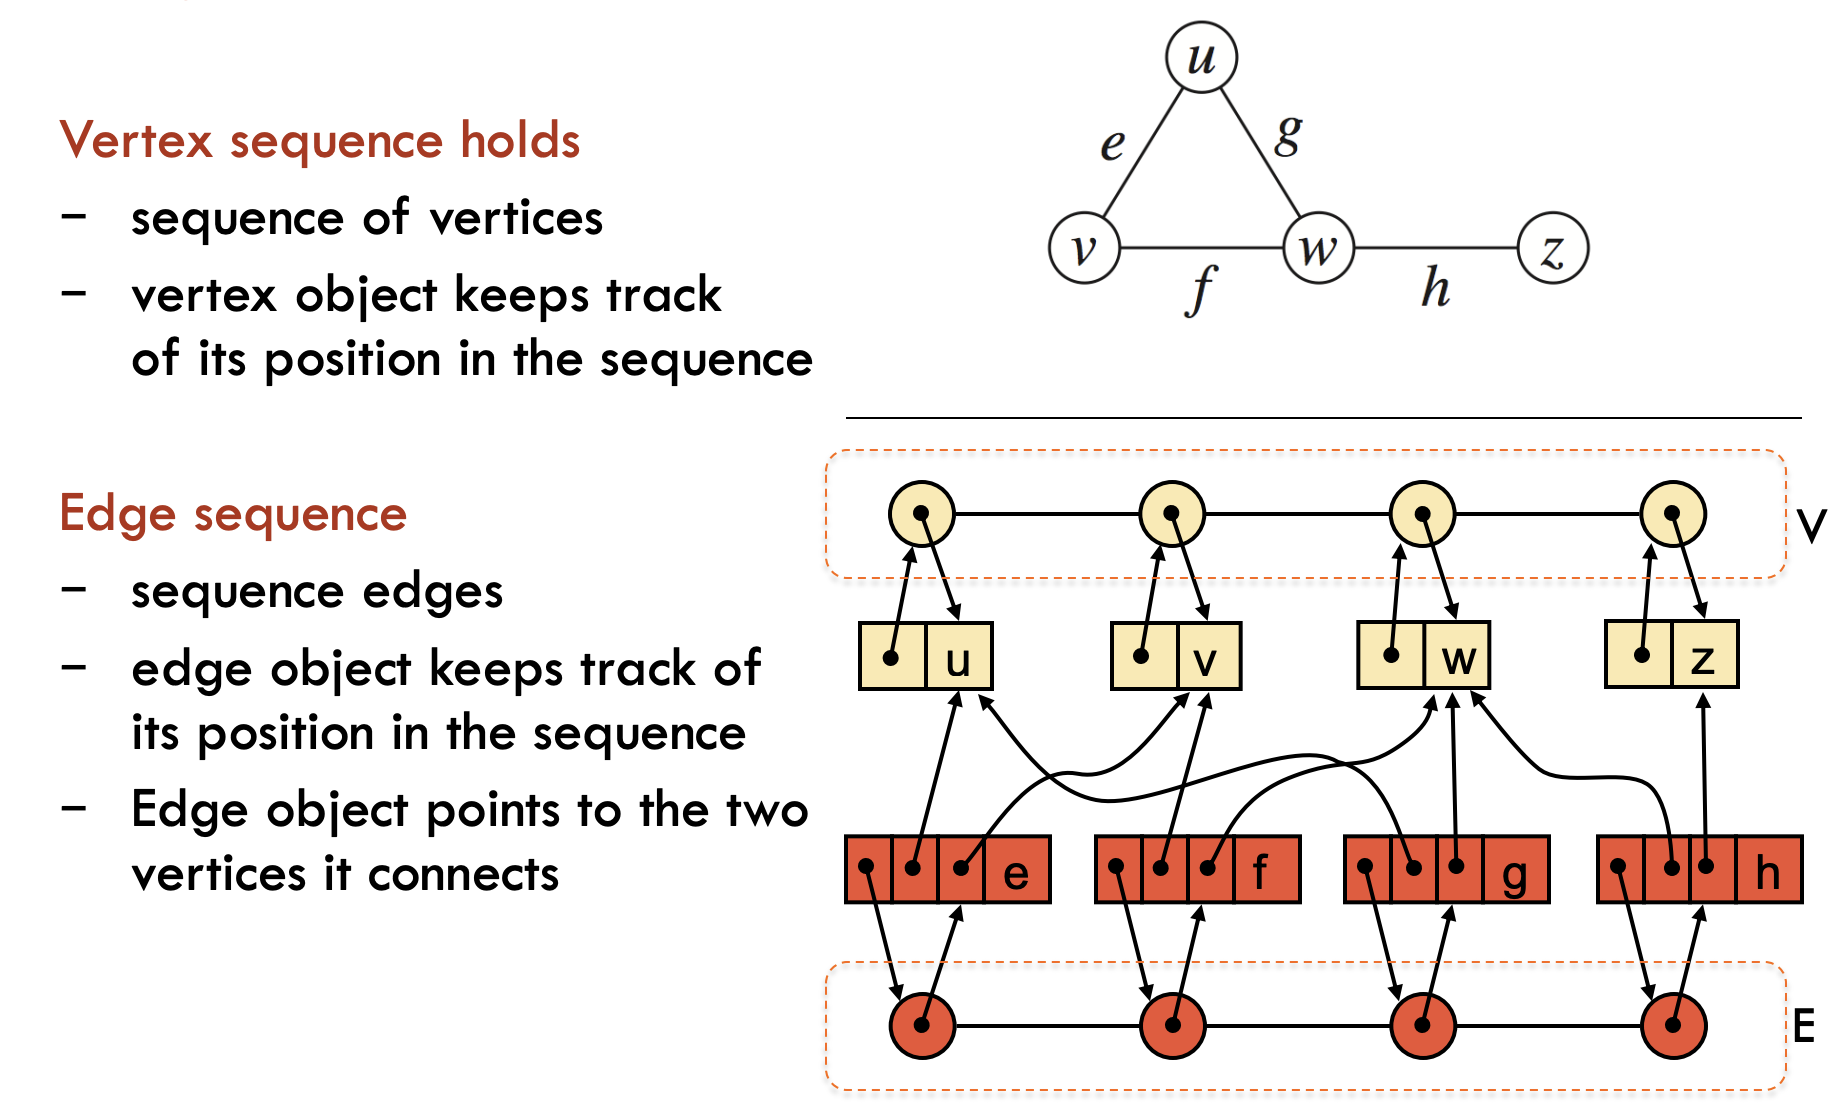 Vertex sequence holds
– sequence of vertices
– vertex object keeps track
of its position in the sequence
Edge sequence
– sequence edges
– edge object keeps track of
its position in the sequence
– Edge object points to the two
vertices it connects
u
e g
v w z
f h
V
u v w z
e f g h
E